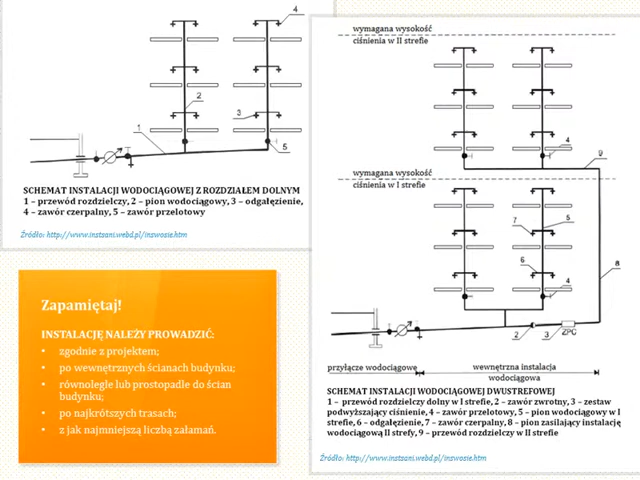 4
2
3
1
5
SCHEMAT INSTALACJI WODOCIĄGOWEJ Z ROZDZIAŁEM DOLNYM
1 – przewód rozdzielczy, 2 – pion wodociągowy, 3 – odgałęzienie,
4 – zawór czerpalny, 5 – zawór przelotowy
Źródło: http://www.instsani.webd.pl/inswosie.htm
Zapamiętaj!
INSTALACJĘ NALEŻY PROWADZIĆ:
• zgodnie z projektem;
• po wewnętrznych ścianach budynku;
• równolegle lub prostopadle do ścian
budynku;
• po najkrótszych trasach;
• z jak najmniejszą liczbą załamań.
wymagana wysokość
ciśnienia w II strefie
4
9
wymagana wysokość
ciśnienia w I strefie
7
5
6
4
8
2
3
ZPC
przyłącze wodociągowe
wewnętrzna instalacja
wodociągowa
SCHEMAT INSTALACJI WODOCIĄGOWEJ DWUSTREFOWEJ
1 – przewód rozdzielczy dolny w I strefie, 2 – zawór zwrotny, 3 – zestaw
podwyższający ciśnienie, 4 – zawór przelotowy, 5 – pion wodociągowy w I
strefie, 6 – odgałęzienie, 7 – zawór czerpalny, 8 – pion zasilający instalację
wodociągową II strefy, 9 – przewód rozdzielczy w II strefie
Źródło: http://www.instsani.webd.pl/inswosie.htm